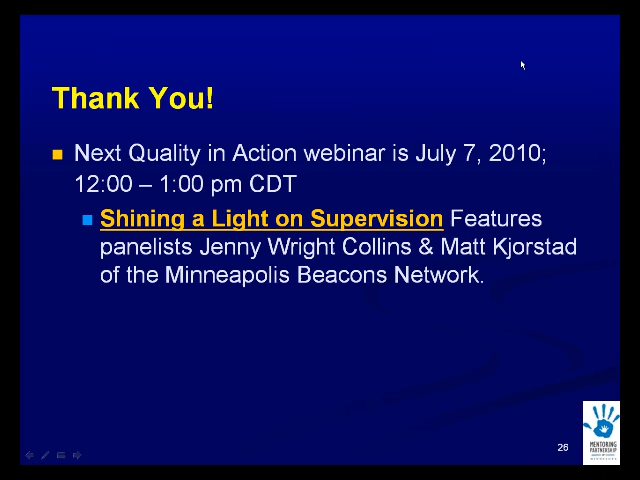 Thank You!
Next Quality in Action webinar is July 7, 2010;
12:00 – 1:00 pm CDT
Shining a Light on Supervision Features
panelists Jenny Wright Collins & Matt Kjorstad
of the Minneapolis Beacons Network.
26
MENTORING
PARTNERSHIP